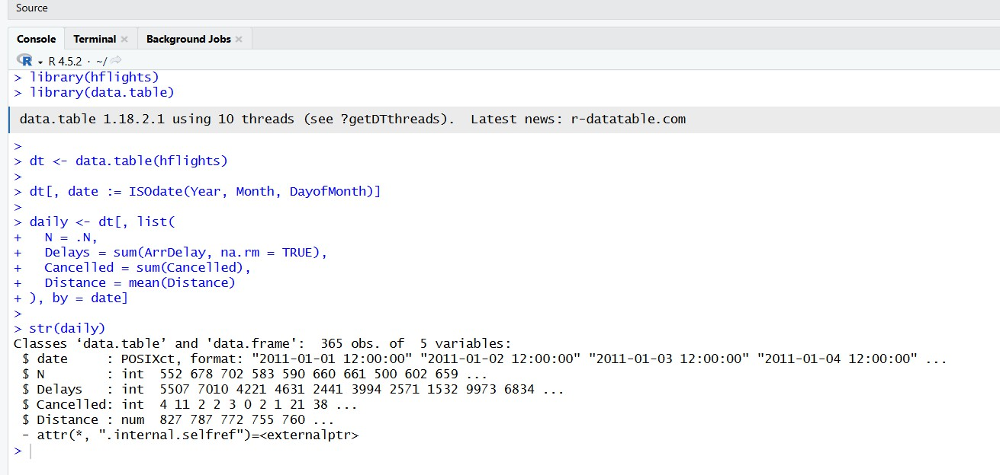 Source
Console Terminal Background Jobs
R R 4.5.2 · ~/
> library(hflights)
> library(data.table)
data.table 1.18.2.1 using 10 threads (see ?getDTthreads).  Latest news: r-datatable.com
>
> dt <- data.table(hflights)
>
> dt[, date := ISOdate(Year, Month, DayofMonth)]
>
> daily <- dt[, list(
+   N = .N,
+   Delays = sum(ArrDelay, na.rm = TRUE),
+   Cancelled = sum(Cancelled),
+   Distance = mean(Distance)
+ ), by = date]
>
> str(daily)
Classes ‘data.table’ and 'data.frame':  365 obs. of  5 variables:
 $ date     : POSIXct, format: "2011-01-01 12:00:00" "2011-01-02 12:00:00" "2011-01-03 12:00:00" "2011-01-04 12:00:00" ...
 $ N        : int  552 678 702 583 590 660 661 500 602 659 ...
 $ Delays   : int  5507 7010 4221 4631 2441 3994 2571 1532 9973 6834 ...
 $ Cancelled: int  4 11 2 2 3 0 2 1 21 38 ...
 $ Distance : num  827 787 772 755 760 ...
 - attr(*, ".internal.selfref")=<externalptr>
>